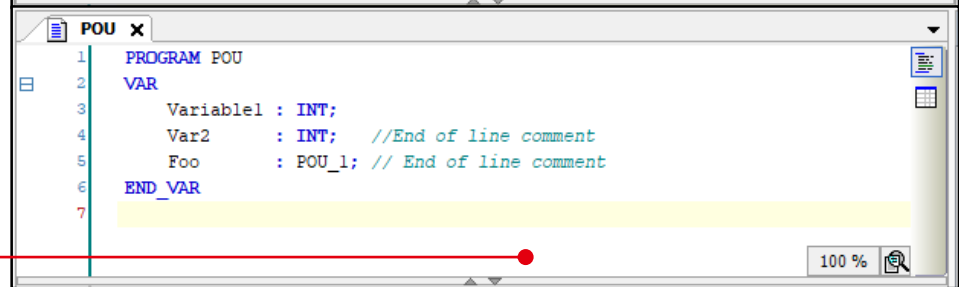 POU
1 PROGRAM POU
2 VAR
3 Variable1 : INT;
4 Var2 : INT; //End of line comment
5 Foo : POU_1; // End of line comment
6 END_VAR
7
100 %